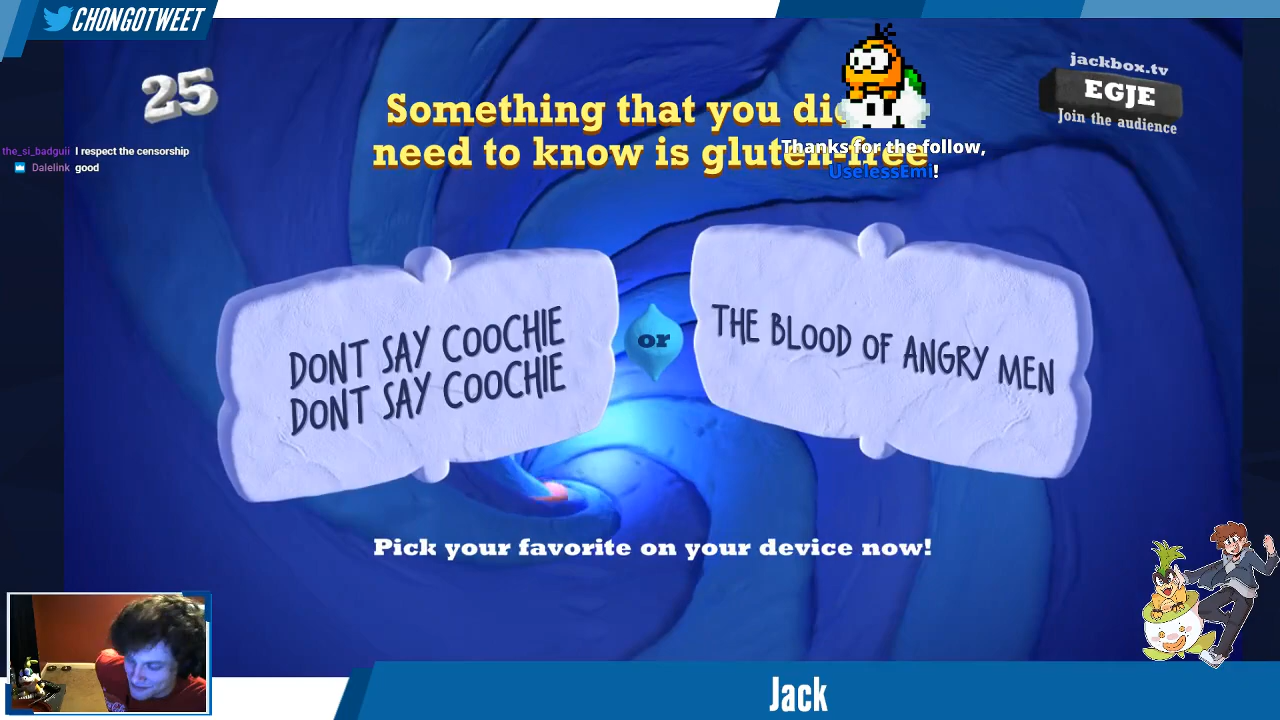 CHONGOTWEET
25
the_si_badguii I respect the censorship
Dalelink good
Something that you di
need to know is gluten-free
Thanks for the follow,
UselessEmi!
jackbox.tv
EGJE
Join the audience
DONT SAY COOCHIE
DONT SAY COOCHIE
or
THE BLOOD OF ANGRY MEN
Pick your favorite on your device now!
Jack